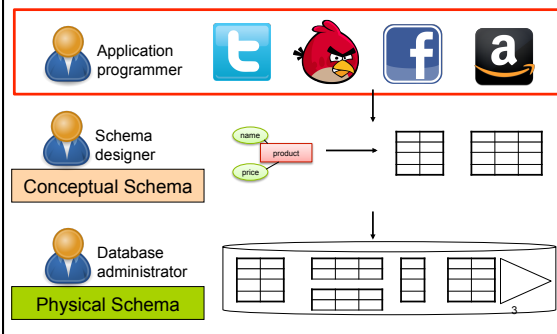 Application
programmer
t
f
a
Schema
designer
name
product
price
Conceptual Schema
Database
administrator
Physical Schema
3